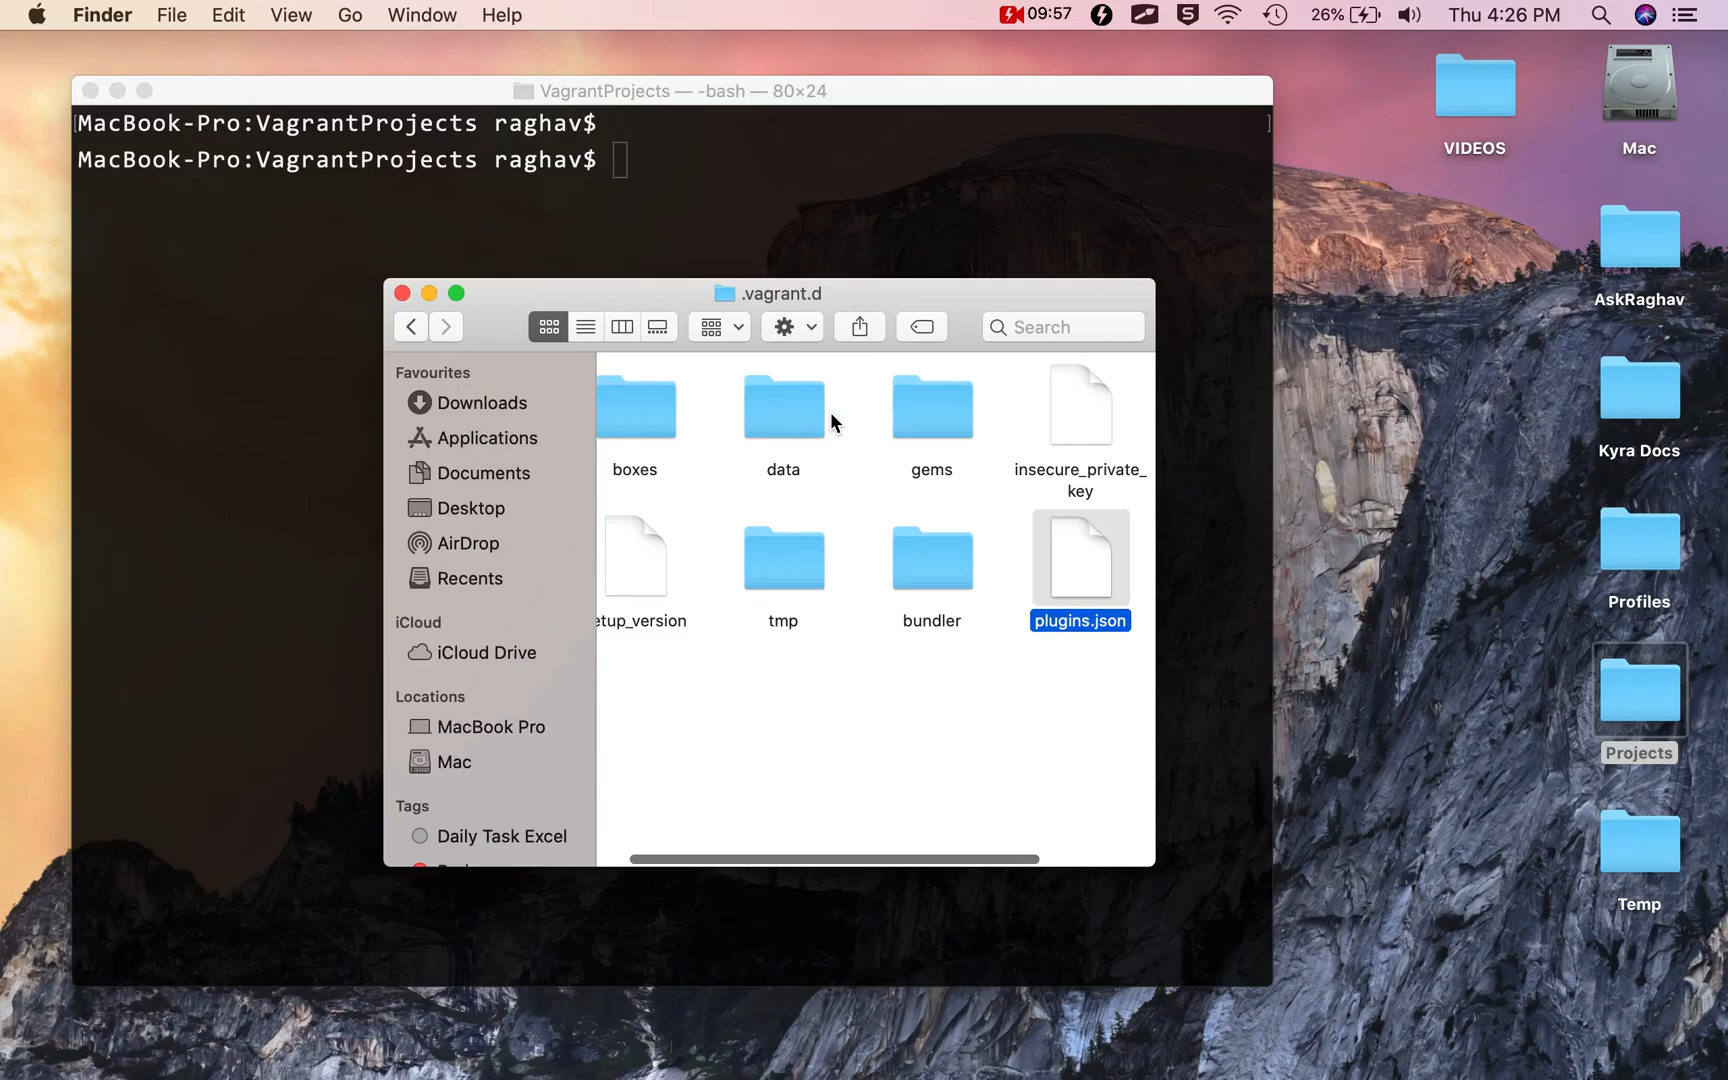 Finder File Edit View Go Window Help
09:57 26% Thu 4:26 PM
VagrantProjects — -bash — 80×24
MacBook-Pro:VagrantProjects raghav$
MacBook-Pro:VagrantProjects raghav$
.vagrant.d
Search
Favourites
Downloads
Applications
Documents
Desktop
AirDrop
Recents
iCloud
iCloud Drive
Locations
MacBook Pro
Mac
Tags
Daily Task Excel
boxes
data
gems
insecure_private_
key
etup_version
tmp
bundler
plugins.json
VIDEOS
Mac
AskRaghav
Kyra Docs
Profiles
Projects
Temp